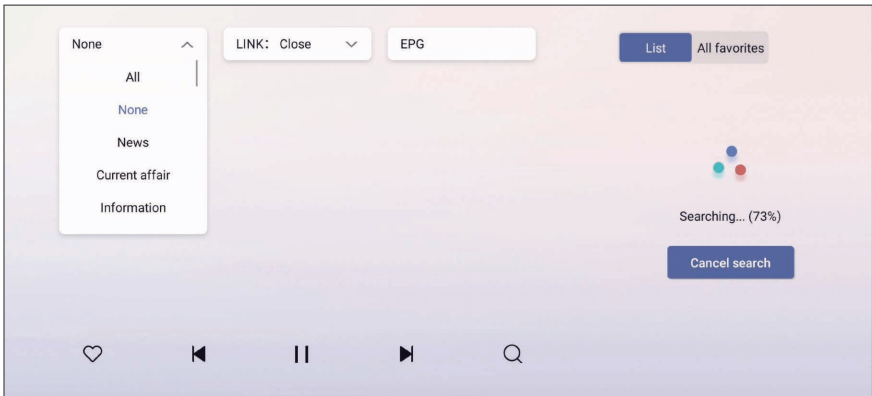 None
LINK: Close
EPG
List
All favorites
All
None
News
Current affair
Information
Searching... (73%)
Cancel search